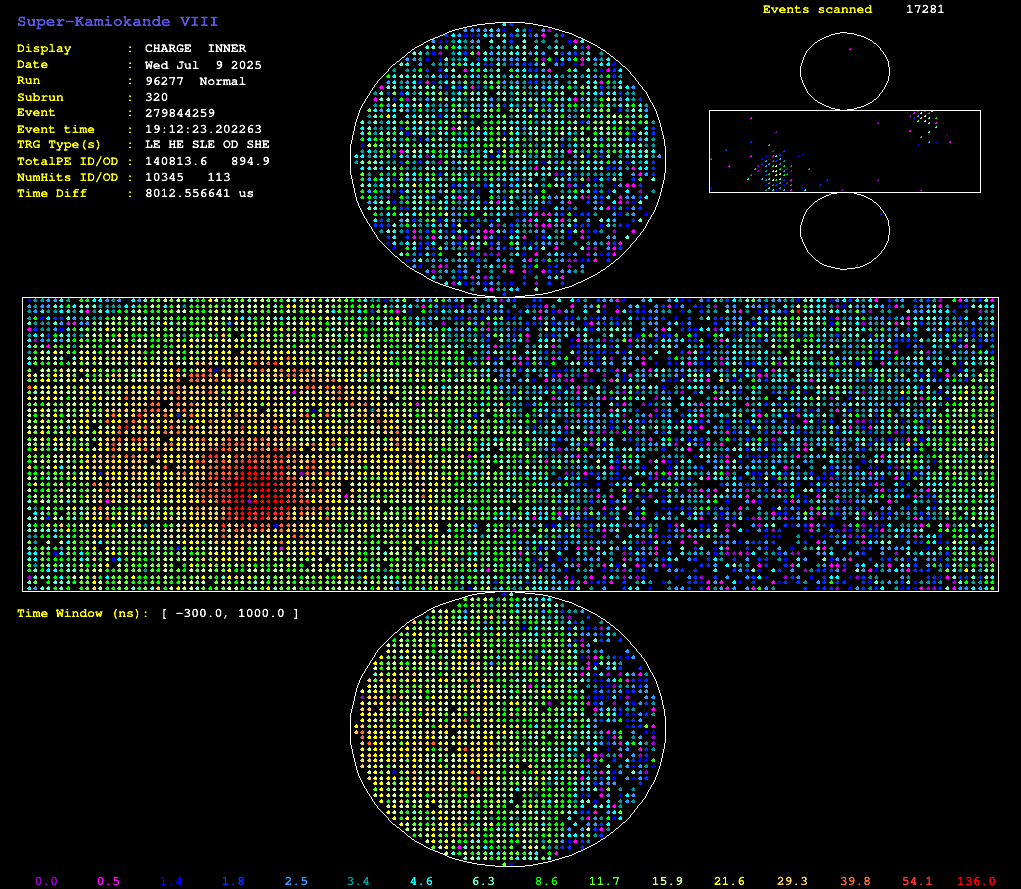 Super-Kamiokande VIII
Events scanned 17281
Display : CHARGE INNER
Date : Wed Jul 9 2025
Run : 96277 Normal
Subrun : 320
Event : 279844259
Event time : 19:12:23.202263
TRG Type(s) : LE HE SLE OD SHE
TotalPE ID/OD : 140813.6 894.9
NumHits ID/OD : 10345 113
Time Diff : 8012.556641 us
Time Window (ns): [ -300.0, 1000.0 ]
0.0 0.5 1.4 1.8 2.5 3.4 4.6 6.3 8.6 11.7 15.9 21.6 29.3 39.8 54.1 136.0